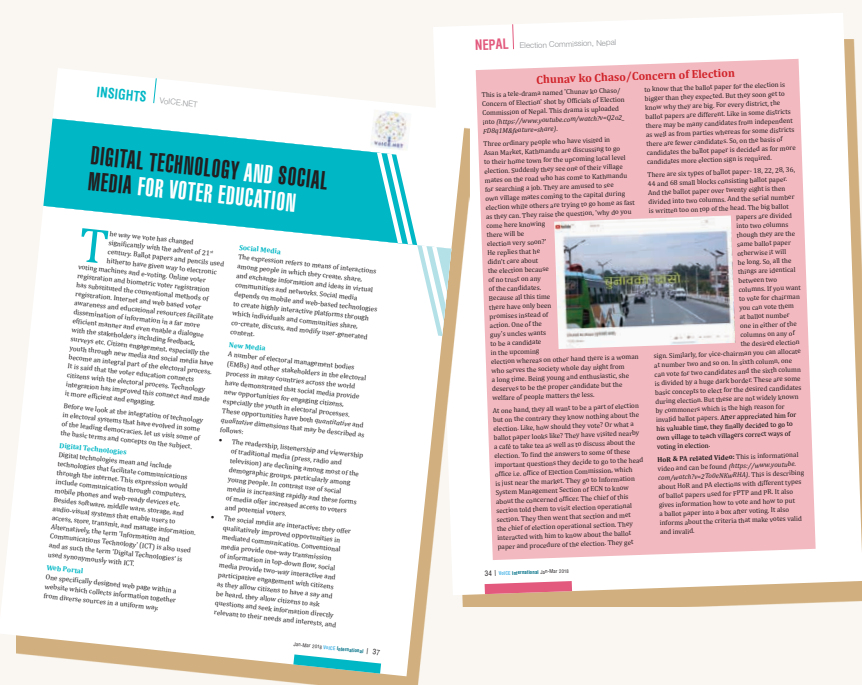 INSIGHTS
VoICE.NET
VoICE.NET
DIGITAL TECHNOLOGY AND SOCIAL
MEDIA FOR VOTER EDUCATION
The way we vote has changed
significantly with the advent of 21st
century. Ballot papers and pencils used
hitherto have given way to electronic
voting machines and e-voting. Online voter
registration and biometric voter registration
has substituted the conventional methods of
registration. Internet and web based voter
awareness and educational resources facilitate
dissemination of information in a far more
efficient manner and even enable a dialogue
with the stakeholders including feedback,
surveys etc. Citizen engagement, especially the
youth through new media and social media have
become an integral part of the electoral process.
It is said that the voter education connects
citizens with the electoral process. Technology
integration has improved this connect and made
it more efficient and engaging.
Before we look at the integration of technology
in electoral systems that have evolved in some
of the leading democracies, let us visit some of
the basic terms and concepts on the subject.
Digital Technologies
Digital technologies mean and include
technologies that facilitate communications
through the internet. This expression would
include communication through computers,
mobile phones and web-ready devices etc.
Besides software, middle ware, storage, and
audio-visual systems that enable users to
access, store, transmit, and manage information.
Alternatively, the term 'Information and
Communications Technology' (ICT) is also used
and as such the term 'Digital Technologies' is
used synonymously with ICT.
Web Portal
One specifically designed web page within a
website which collects information together
from diverse sources in a uniform way.
Social Media
The expression refers to means of interactions
among people in which they create, share,
and exchange information and ideas in virtual
communities and networks. Social media
depends on mobile and web-based technologies
to create highly interactive platforms through
which individuals and communities share,
co-create, discuss, and modify user-generated
content.
New Media
A number of electoral management bodies
(EMBs) and other stakeholders in the electoral
process in many countries across the world
have demonstrated that social media provide
new opportunities for engaging citizens,
especially the youth in electoral processes.
These opportunities have both quantitative and
qualitative dimensions that may be described as
follows:
• The readership, listenership and viewership
of traditional media (press, radio and
television) are declining among most of the
demographic groups, particularly among
young people. In contrast use of social
media is increasing rapidly and these forms
of media offer increased access to voters
and potential voters.
• The social media are interactive; they offer
qualitatively improved opportunities in
mediated communication. Conventional
media provide one-way transmission
of information in top-down flow, social
media provide two-way interactive and
participative engagement with citizens
as they allow citizens to have a say and
be heard, they allow citizens to ask
questions and seek information directly
relevant to their needs and interests, and
Jan-Mar 2018 VoICE International | 37
NEPAL
Election Commission, Nepal
Chunav ko Chaso/Concern of Election
This is a tele-drama named 'Chunav ko Chaso/
Concern of Election' shot by Officials of Election
Commission of Nepal. This drama is uploaded
into (https://www.youtube.com/watch?v=Q2o2_
FD8q1M&feature=share).
Three ordinary people who have visited in
Asan Market, Kathmandu are discussing to go
to their home town for the upcoming local level
election. Suddenly they see one of their village
mates on the road who has come to Kathmandu
for searching a job. They are amused to see
own village mates coming to the capital during
election while others are trying to go home as fast
as they can. They raise the question, 'why do you
come here knowing
there will be
election very soon?'
He replies that he
didn't care about
the election because
of no trust on any
of the candidates.
Because all this time
there have only been
promises instead of
action. One of the
guy's uncles wants
to be a candidate
in the upcoming
election whereas on other hand there is a woman
who serves the society whole day night from
a long time. Being young and enthusiastic, she
deserves to be the proper candidate but the
welfare of people matters the less.
At one hand, they all want to be a part of election
but on the contrary they know nothing about the
election. Like, how should they vote? Or what a
ballot paper looks like? They have visited nearby
a café to take tea as well as to discuss about the
election. To find the answers to some of these
important questions they decide to go to the head
office i.e. office of Election Commission, which
is just near the market. They go to Information
System Management Section of ECN to know
about the concerned officer. The chief of this
section told them to visit election operational
section. They then went that section and met
the chief of election operational section. They
interacted with him to know about the ballot
paper and procedure of the election. They get
चुनावको चासो
to know that the ballot paper for the election is
bigger than they expected. But they soon get to
know why they are big. For every district, the
ballot papers are different. Like in some districts
there may be many candidates from independent
as well as from parties whereas for some districts
there are fewer candidates. So, on the basis of
candidates the ballot paper is decided as for more
candidates more election sign is required.
There are six types of ballot paper- 18, 22, 28, 36,
44 and 68 small blocks consisting ballot paper.
And the ballot paper over twenty eight is then
divided into two columns. And the serial number
is written too on top of the head. The big ballot
papers are divided
into two columns
though they are the
same ballot paper
otherwise it will
be long. So, all the
things are identical
between two
columns. If you want
to vote for chairman
you can vote them
at ballot number
one in either of the
columns on any of
the desired election
sign. Similarly, for vice-chairman you can allocate
at number two and so on. In sixth column, one
can vote for two candidates and the sixth column
is divided by a huge dark border. These are some
basic concepts to elect for the desired candidates
during election. But these are not widely known
by commoners which is the high reason for
invalid ballot papers. After appreciated him for
his valuable time, they finally decided to go to
own village to teach villagers correct ways of
voting in election.
HoR & PA related Video: This is informational
video and can be found (https://www.youtube.
com/watch?v=2To0eNKwRHA). This is describing
about HoR and PA elections with different types
of ballot papers used for FPTP and PR. It also
gives information how to vote and how to put
a ballot paper into a box after voting. It also
informs about the criteria that make votes valid
and invalid.
34 | VoICE International Jan-Mar 2018